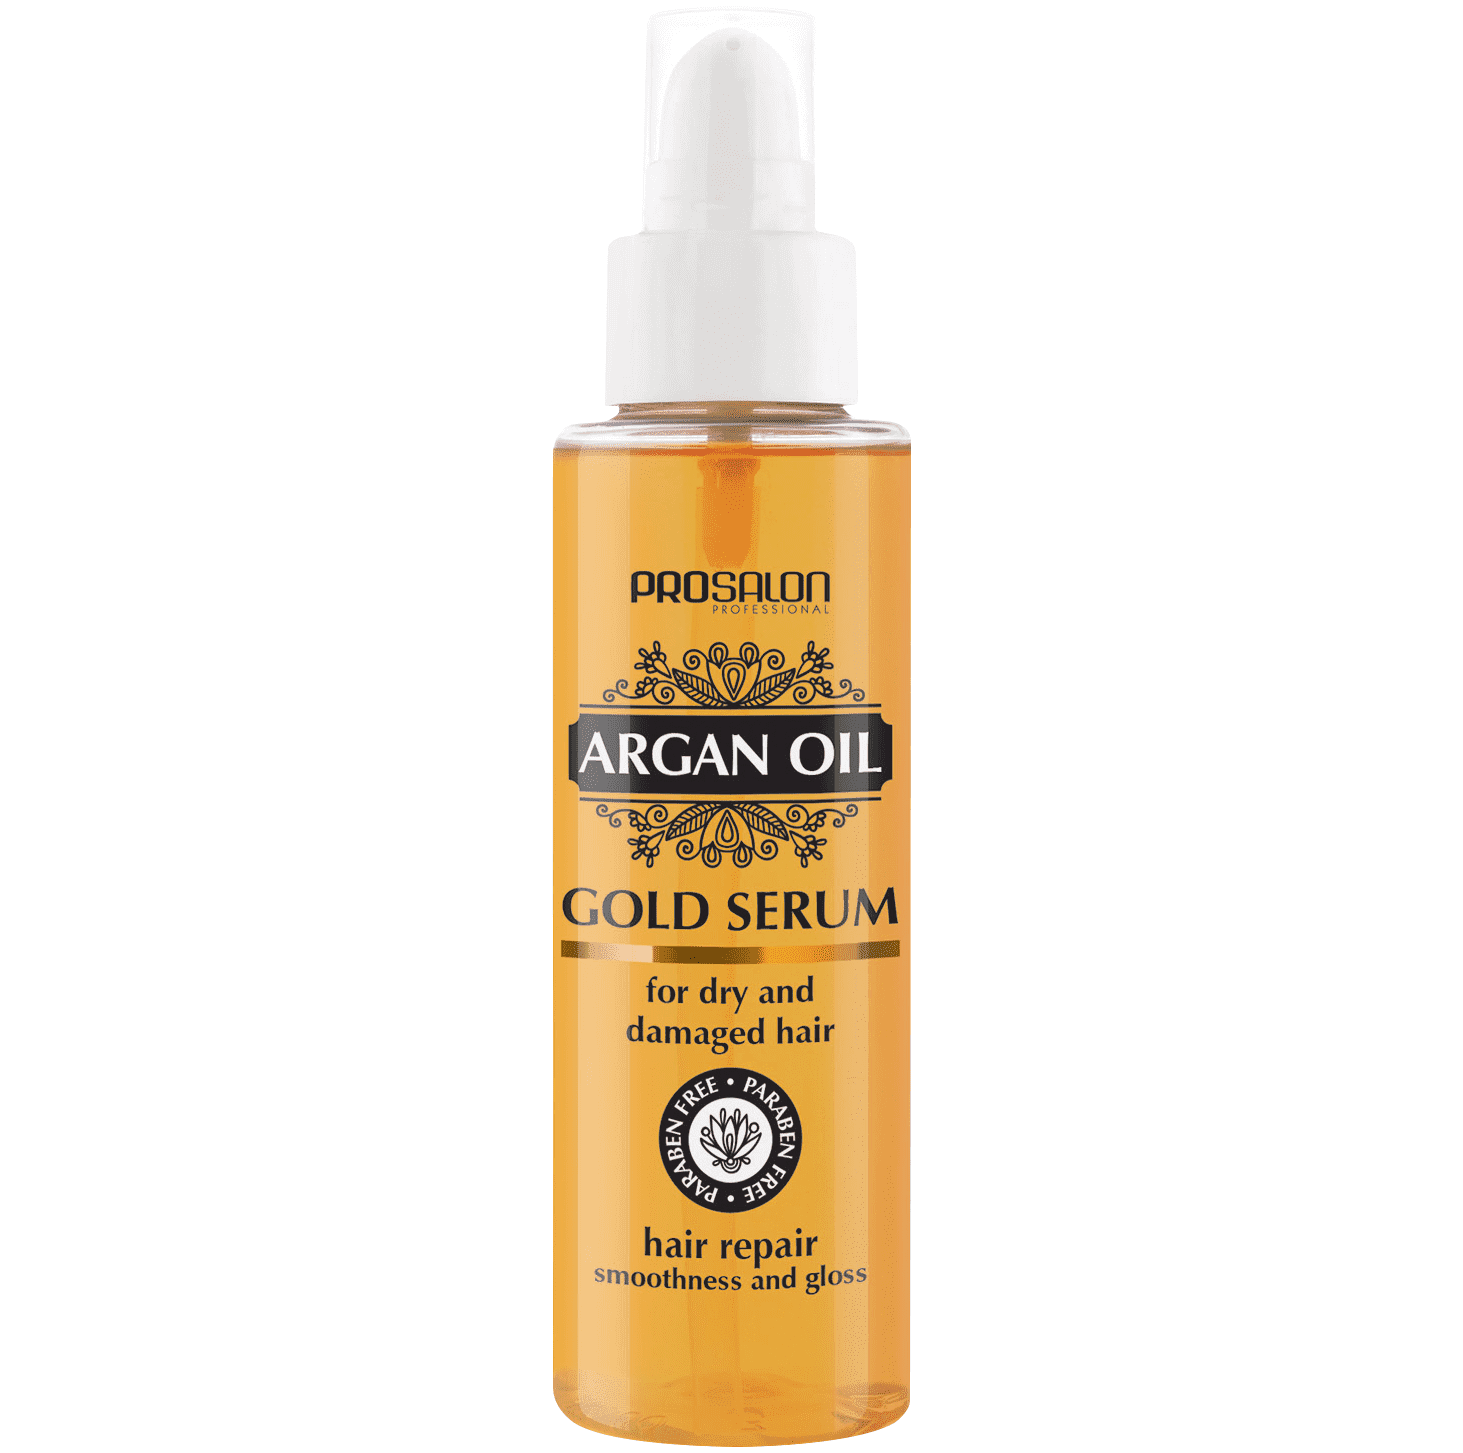 PROSALON
PROFESSIONAL
ARGAN OIL
GOLD SERUM
for dry and
damaged hair
PARABEN FREE • PARABEN FREE •
hair repair
smoothness and gloss